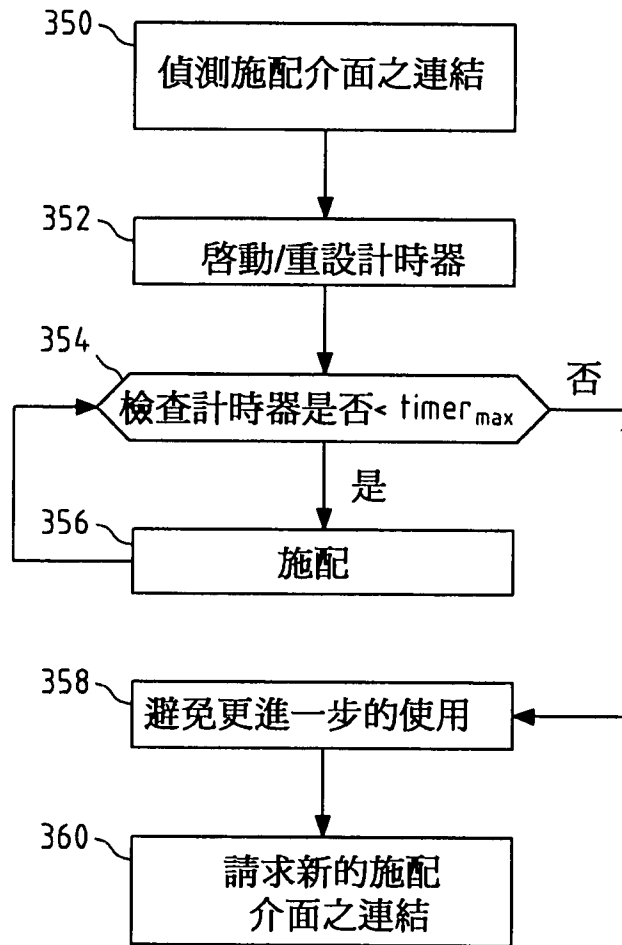 350
偵測施配介面之連結
352
啓動/重設計時器
354
檢查計時器是否< timermax
否
是
356
施配
358
避免更進一步的使用
360
請求新的施配
介面之連結